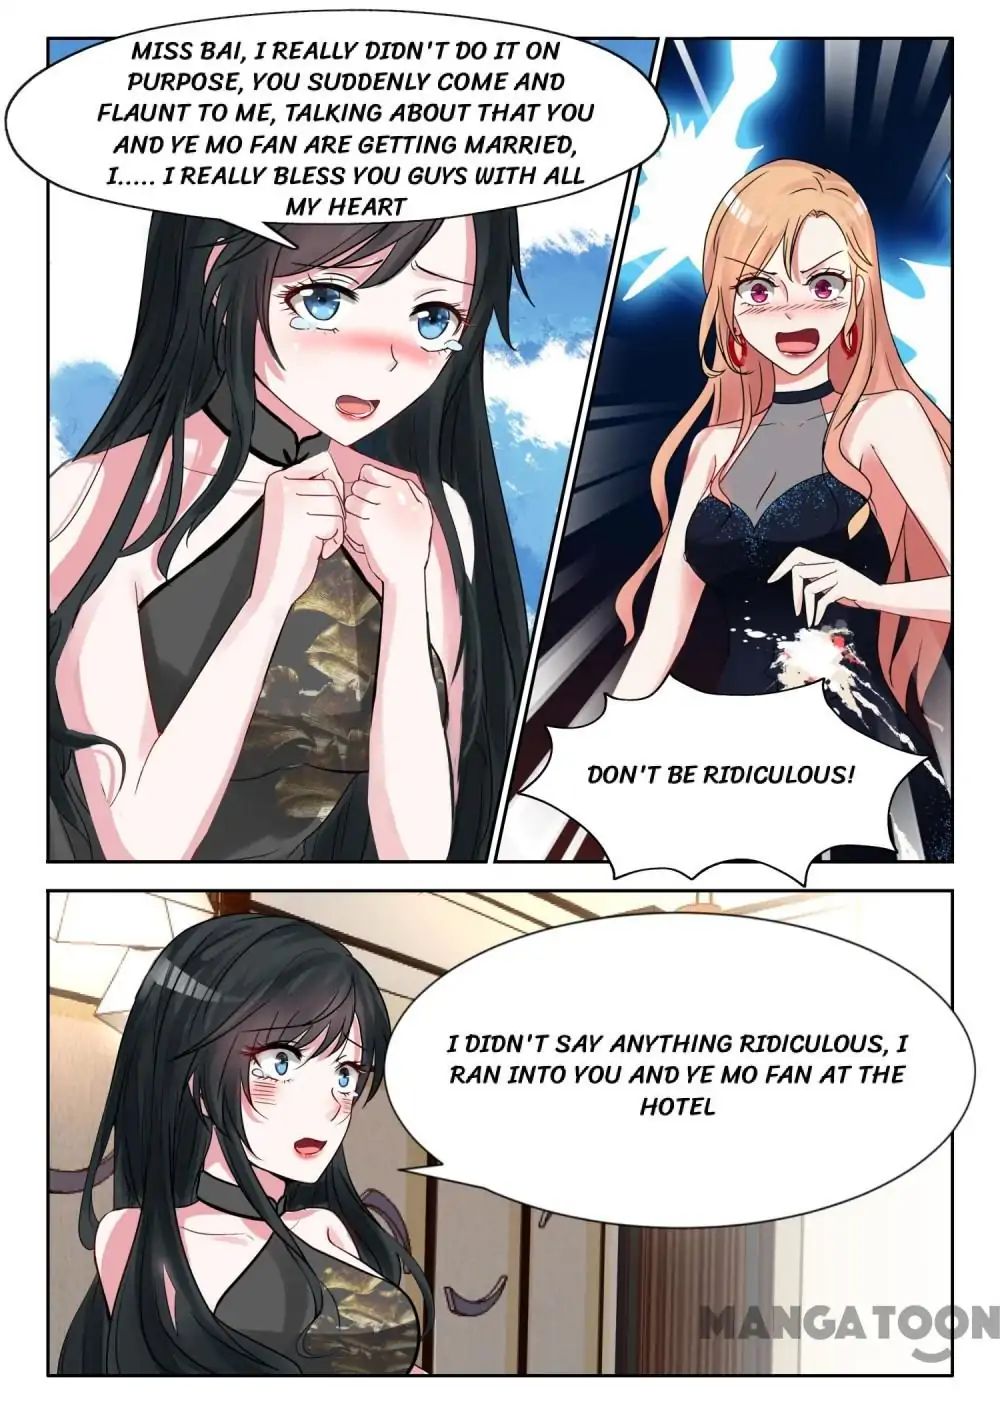 MISS BAI, I REALLY DIDN'T DO IT ON
PURPOSE, YOU SUDDENLY COME AND
FLAUNT TO ME, TALKING ABOUT THAT YOU
AND YE MO FAN ARE GETTING MARRIED,
I..... I REALLY BLESS YOU GUYS WITH ALL
MY HEART
DON'T BE RIDICULOUS!
I DIDN'T SAY ANYTHING RIDICULOUS, I
RAN INTO YOU AND YE MO FAN AT THE
HOTEL
MANGATOON